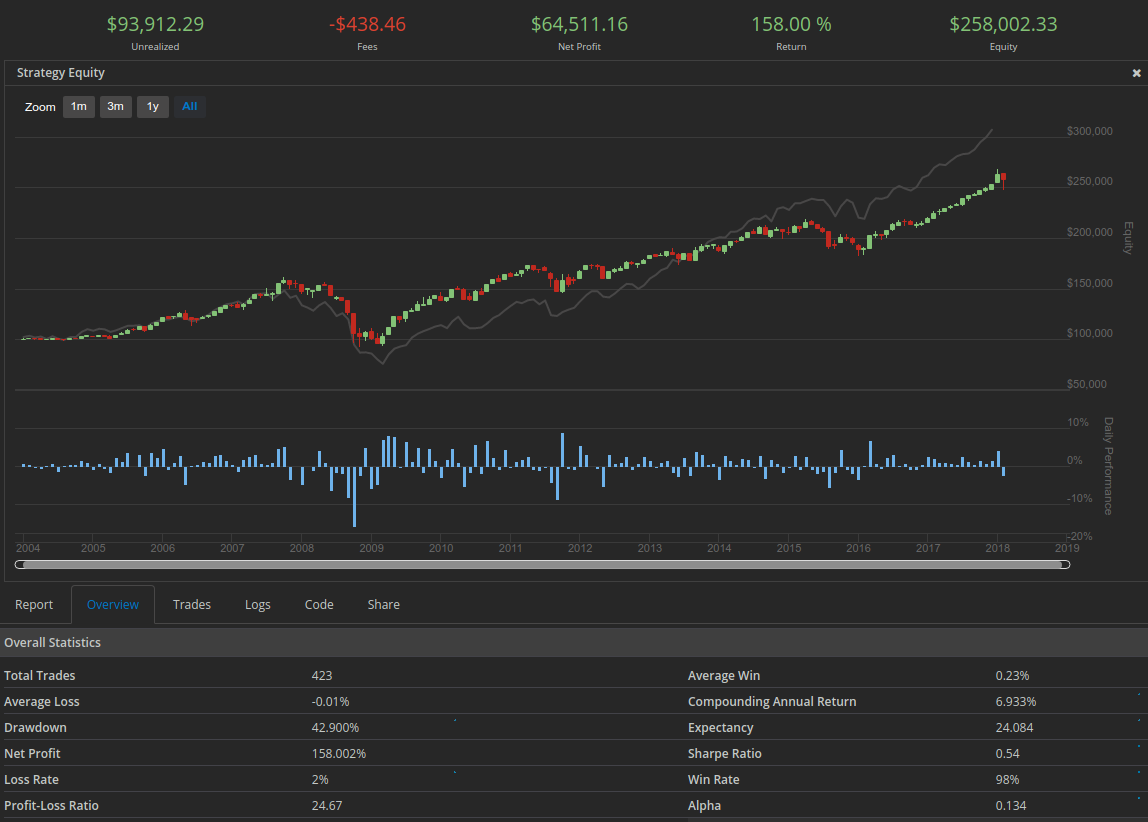 $93,912.29 -$438.46 $64,511.16 158.00 % $258,002.33
Unrealized Fees Net Profit Return Equity
Strategy Equity
Zoom 1m 3m 1y All
$300,000
$250,000
$200,000
$150,000
$100,000
$50,000
Equity
10%
0%
-10%
-20%
Daily Performance
2004 2005 2006 2007 2008 2009 2010 2011 2012 2013 2014 2015 2016 2017 2018 2019
Report Overview Trades Logs Code Share
Overall Statistics
Total Trades 423 Average Win 0.23%
Average Loss -0.01% Compounding Annual Return 6.933%
Drawdown 42.900% Expectancy 24.084
Net Profit 158.002% Sharpe Ratio 0.54
Loss Rate 2% Win Rate 98%
Profit-Loss Ratio 24.67 Alpha 0.134